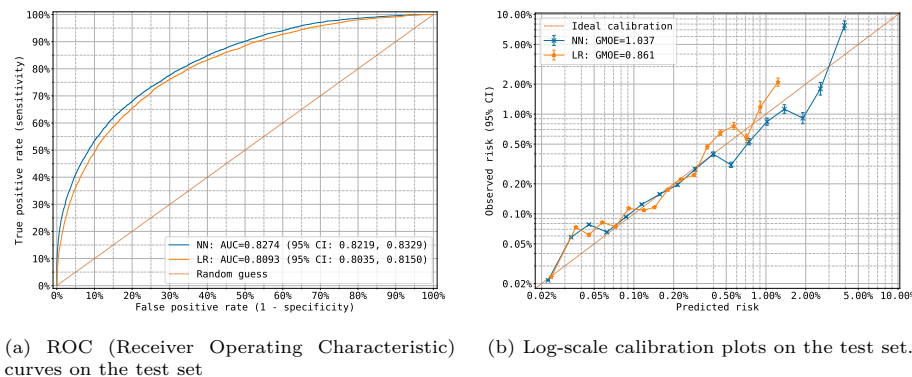 100%
90%
80%
70%
60%
50%
40%
30%
20%
10%
0%
True positive rate (sensitivity)
NN: AUC=0.8274 (95% CI: 0.8219, 0.8329)
LR: AUC=0.8093 (95% CI: 0.8035, 0.8150)
Random guess
0% 10% 20% 30% 40% 50% 60% 70% 80% 90% 100%
False positive rate (1 - specificity)
(a) ROC (Receiver Operating Characteristic)
curves on the test set
10.00%
5.00%
2.00%
1.00%
0.50%
0.20%
0.10%
0.05%
0.02%
Observed risk (95% CI)
Ideal calibration
NN: GMOE=1.037
LR: GMOE=0.861
0.02% 0.05% 0.10% 0.20% 0.50% 1.00% 2.00% 5.00% 10.0%
Predicted risk
(b) Log-scale calibration plots on the test set.